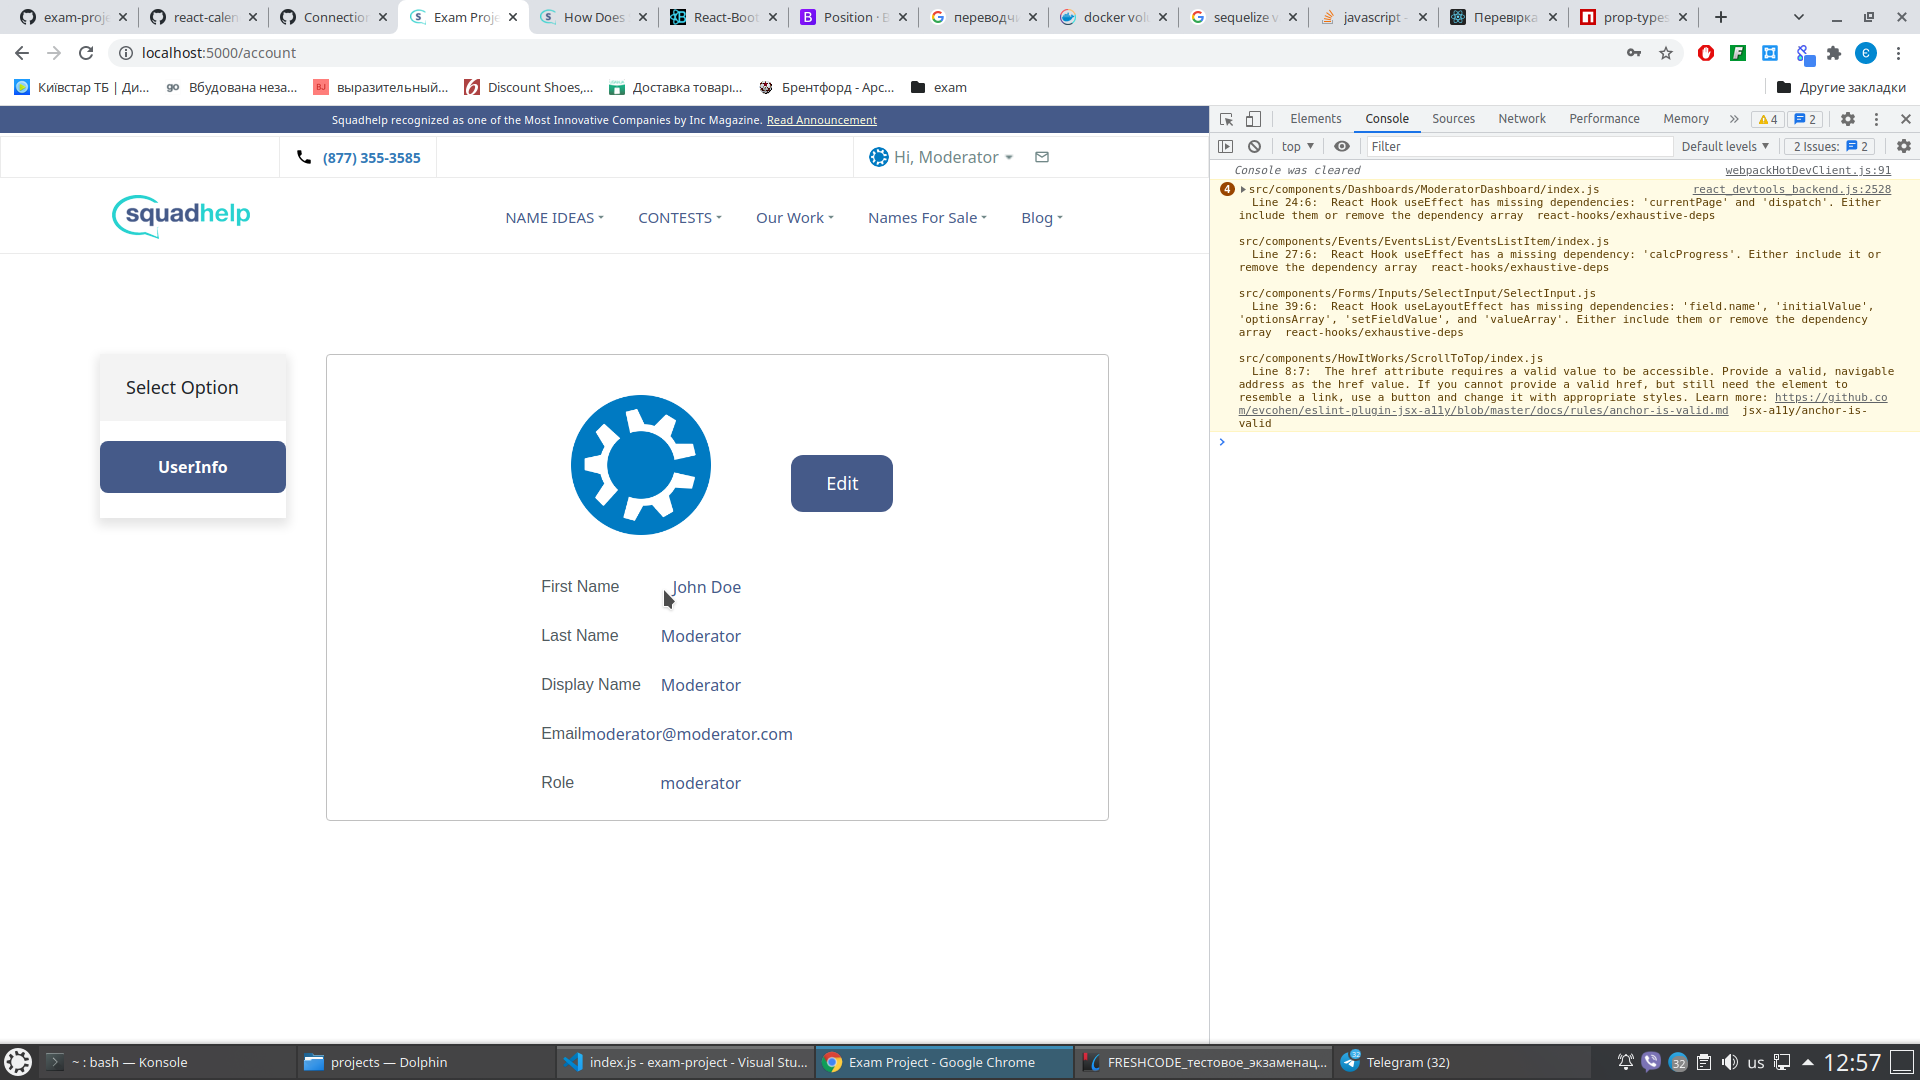 exam-proje
react-calen
Connection
Exam Proje
How Does
React-Boot
Position · B
переводчи
docker volu
sequelize v
javascript -
Перевірка
prop-types
localhost:5000/account
Київстар ТБ | Ди...
go Вбудована неза...
BJ выразительный...
Discount Shoes,...
Доставка товарі...
Брентфорд - Арс...
exam
Другие закладки
Squadhelp recognized as one of the Most Innovative Companies by Inc Magazine. Read Announcement
(877) 355-3585
Hi, Moderator
squadhelp
NAME IDEAS
CONTESTS
Our Work
Names For Sale
Blog
Select Option
UserInfo
Edit
First Name John Doe
Last Name Moderator
Display Name Moderator
Emailmoderator@moderator.com
Role moderator
Elements Console Sources Network Performance Memory 4 2
top Filter Default levels 2 Issues: 2
Console was cleared webpackHotDevClient.js:91
4 src/components/Dashboards/ModeratorDashboard/index.js react_devtools_backend.js:2528
Line 24:6: React Hook useEffect has missing dependencies: 'currentPage' and 'dispatch'. Either
include them or remove the dependency array react-hooks/exhaustive-deps
src/components/Events/EventsList/EventsListItem/index.js
Line 27:6: React Hook useEffect has a missing dependency: 'calcProgress'. Either include it or
remove the dependency array react-hooks/exhaustive-deps
src/components/Forms/Inputs/SelectInput/SelectInput.js
Line 39:6: React Hook useLayoutEffect has missing dependencies: 'field.name', 'initialValue',
'optionsArray', 'setFieldValue', and 'valueArray'. Either include them or remove the dependency
array react-hooks/exhaustive-deps
src/components/HowItWorks/ScrollToTop/index.js
Line 8:7: The href attribute requires a valid value to be accessible. Provide a valid, navigable
address as the href value. If you cannot provide a valid href, but still need the element to
resemble a link, use a button and change it with appropriate styles. Learn more: https://github.co
m/evcohen/eslint-plugin-jsx-a11y/blob/master/docs/rules/anchor-is-valid.md jsx-a11y/anchor-is-
valid
~ : bash — Konsole
projects — Dolphin
index.js - exam-project - Visual Stu...
Exam Project - Google Chrome
FRESHCODE_тестовое_экзаменац...
32 Telegram (32)
32
us
12:57